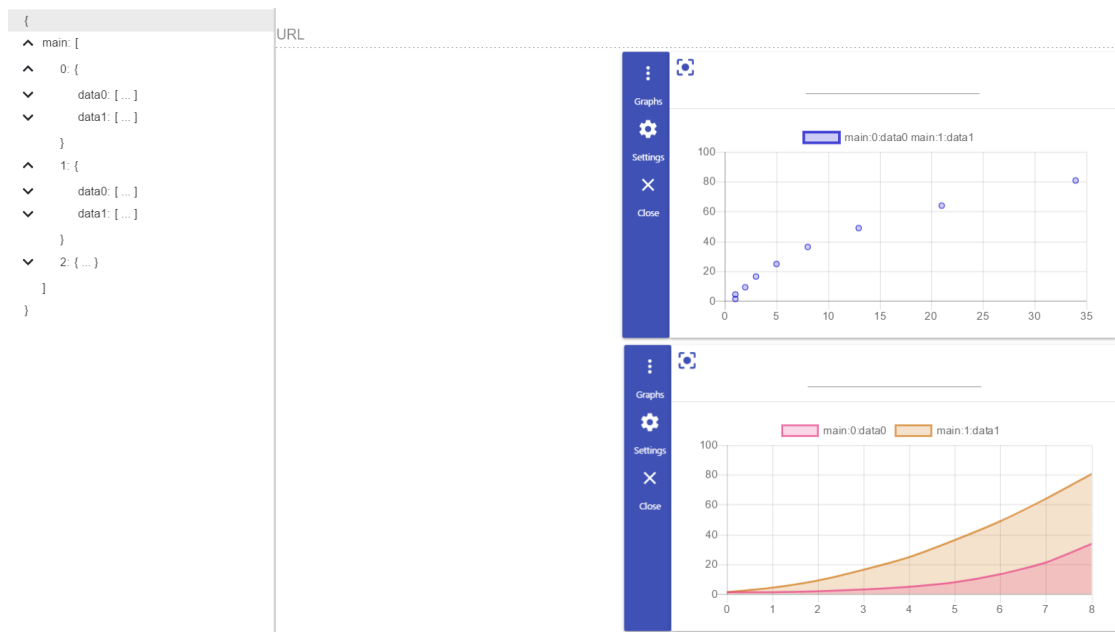 {
main: [
0: {
data0: [ ... ]
data1: [ ... ]
}
1: {
data0: [ ... ]
data1: [ ... ]
}
2: { ... }
]
}
URL
Graphs
Settings
Close
main:0:data0 main:1:data1
100
80
60
40
20
0
0 5 10 15 20 25 30 35
Graphs
Settings
Close
main:0:data0 main:1:data1
100
80
60
40
20
0
0 1 2 3 4 5 6 7 8